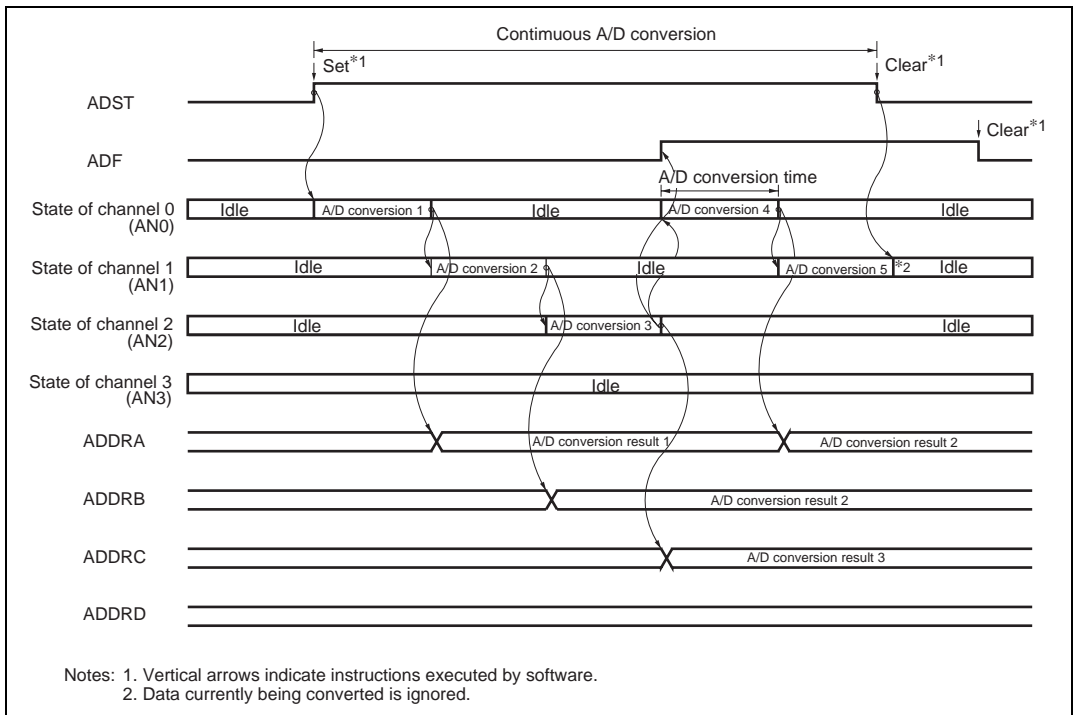 Continuous A/D conversion
Set*1
Clear*1
ADST
Clear*1
ADF
A/D conversion time
State of channel 0
(AN0)
Idle
A/D conversion 1
Idle
A/D conversion 4
Idle
State of channel 1
(AN1)
Idle
A/D conversion 2
Idle
A/D conversion 5
*2
Idle
State of channel 2
(AN2)
Idle
A/D conversion 3
Idle
State of channel 3
(AN3)
Idle
ADDRA
A/D conversion result 1
A/D conversion result 2
ADDRB
A/D conversion result 2
ADDRC
A/D conversion result 3
ADDRD
Notes: 1. Vertical arrows indicate instructions executed by software.
2. Data currently being converted is ignored.